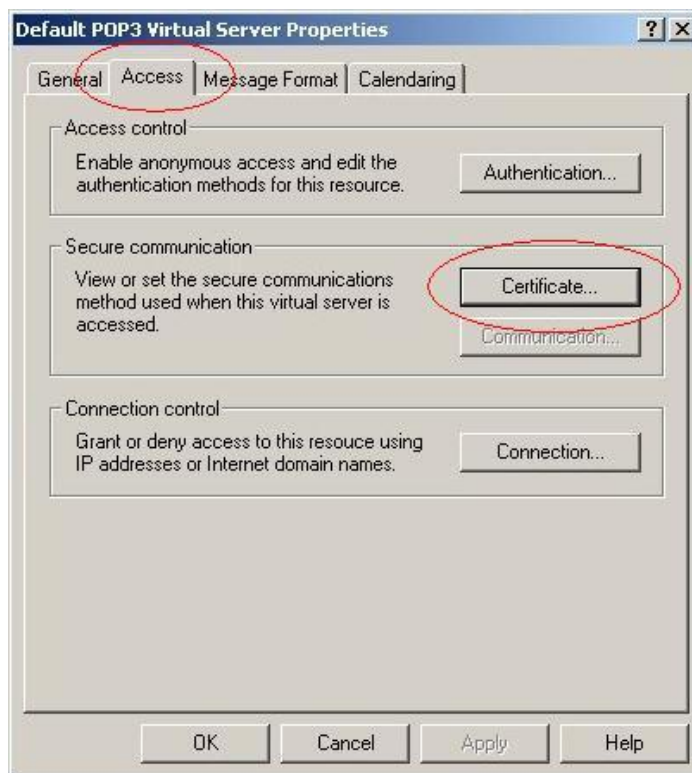 Default POP3 Virtual Server Properties
General
Access
Message Format
Calendaring
Access control
Enable anonymous access and edit the
authentication methods for this resource.
Authentication...
Secure communication
View or set the secure communications
method used when this virtual server is
accessed.
Certificate...
Communication...
Connection control
Grant or deny access to this resouce using
IP addresses or Internet domain names.
Connection...
OK
Cancel
Apply
Help